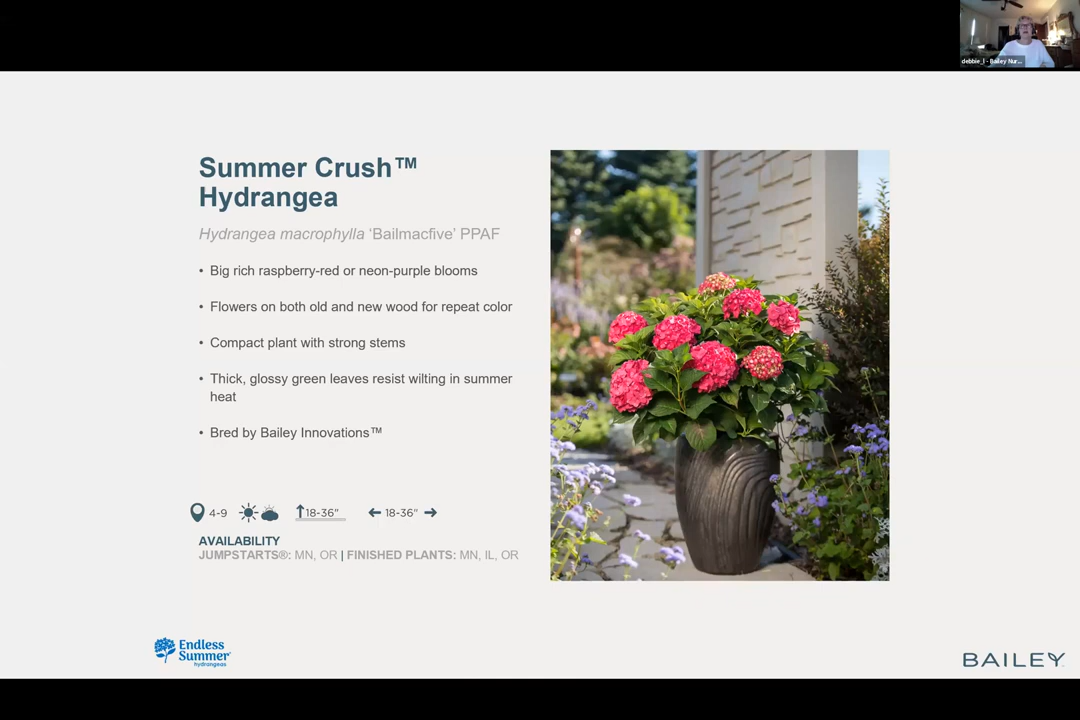 debbie_l - Bailey Nur...
Summer Crush™
Hydrangea
Hydrangea macrophylla ‘Bailmacfive’ PPAF
• Big rich raspberry-red or neon-purple blooms
• Flowers on both old and new wood for repeat color
• Compact plant with strong stems
• Thick, glossy green leaves resist wilting in summer
heat
• Bred by Bailey Innovations™
4-9 18-36" 18-36"
AVAILABILITY
JUMPSTARTS®: MN, OR | FINISHED PLANTS: MN, IL, OR
Endless
Summer
hydrangeas
BAILEY